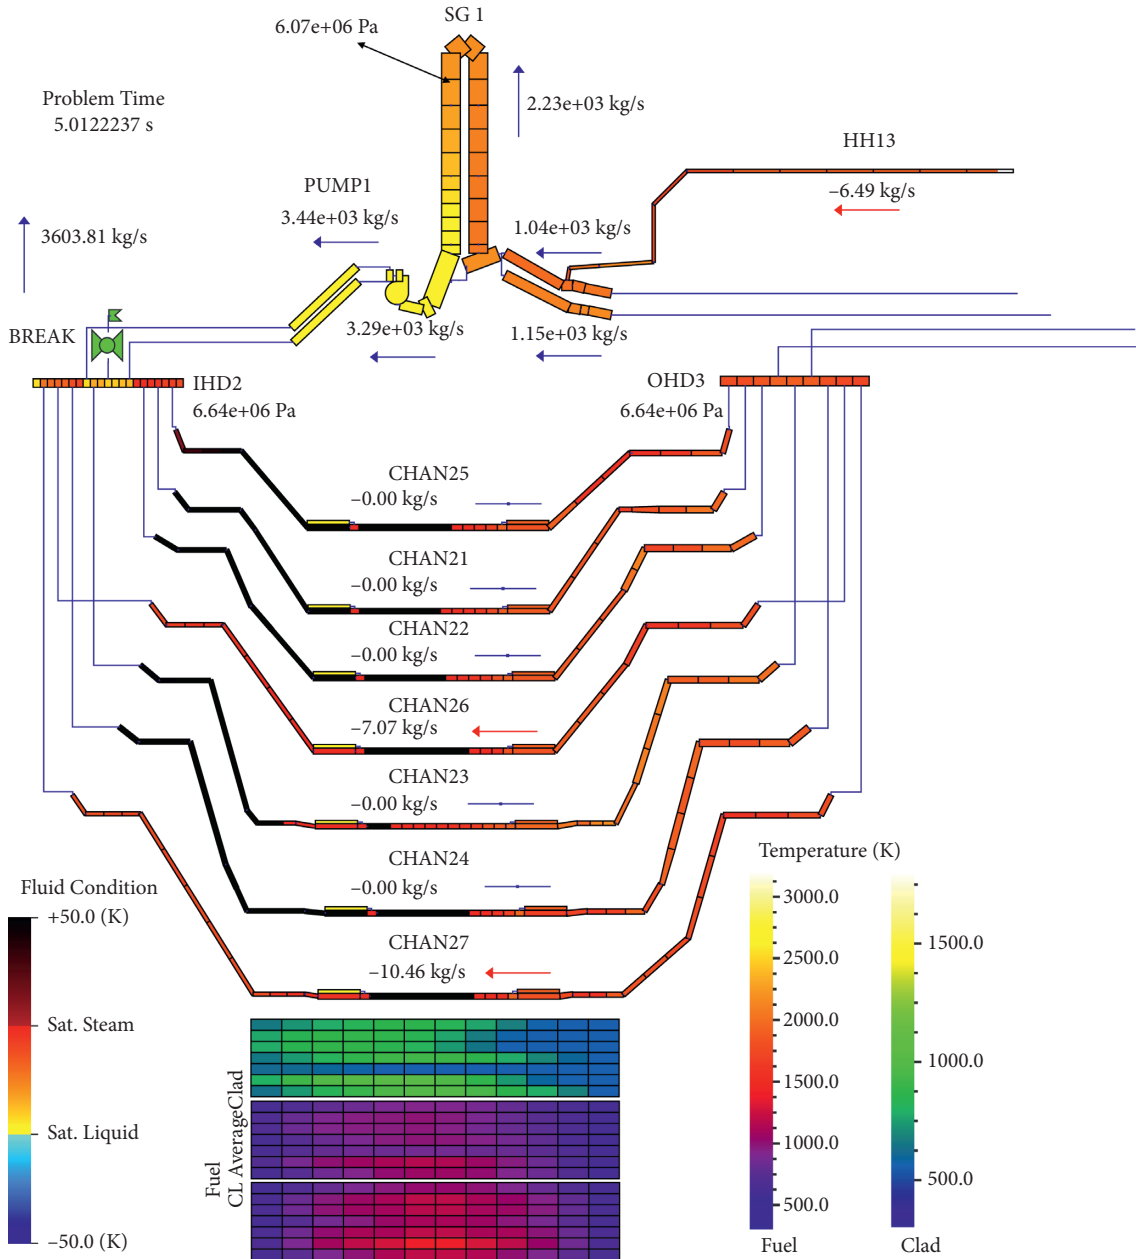 SG 1
6.07e+06 Pa
Problem Time
5.0122237 s
2.23e+03 kg/s
HH13
−6.49 kg/s
PUMP1
3.44e+03 kg/s
1.04e+03 kg/s
3603.81 kg/s
BREAK
3.29e+03 kg/s
1.15e+03 kg/s
IHD2
6.64e+06 Pa
OHD3
6.64e+06 Pa
CHAN25
−0.00 kg/s
CHAN21
−0.00 kg/s
CHAN22
−0.00 kg/s
CHAN26
−7.07 kg/s
CHAN23
−0.00 kg/s
CHAN24
−0.00 kg/s
CHAN27
−10.46 kg/s
Fluid Condition
+50.0 (K)
Sat. Steam
Sat. Liquid
−50.0 (K)
Clad
Average
CL
Fuel
Temperature (K)
3000.0
2500.0
2000.0
1500.0
1000.0
500.0
Fuel
1500.0
1000.0
500.0
Clad